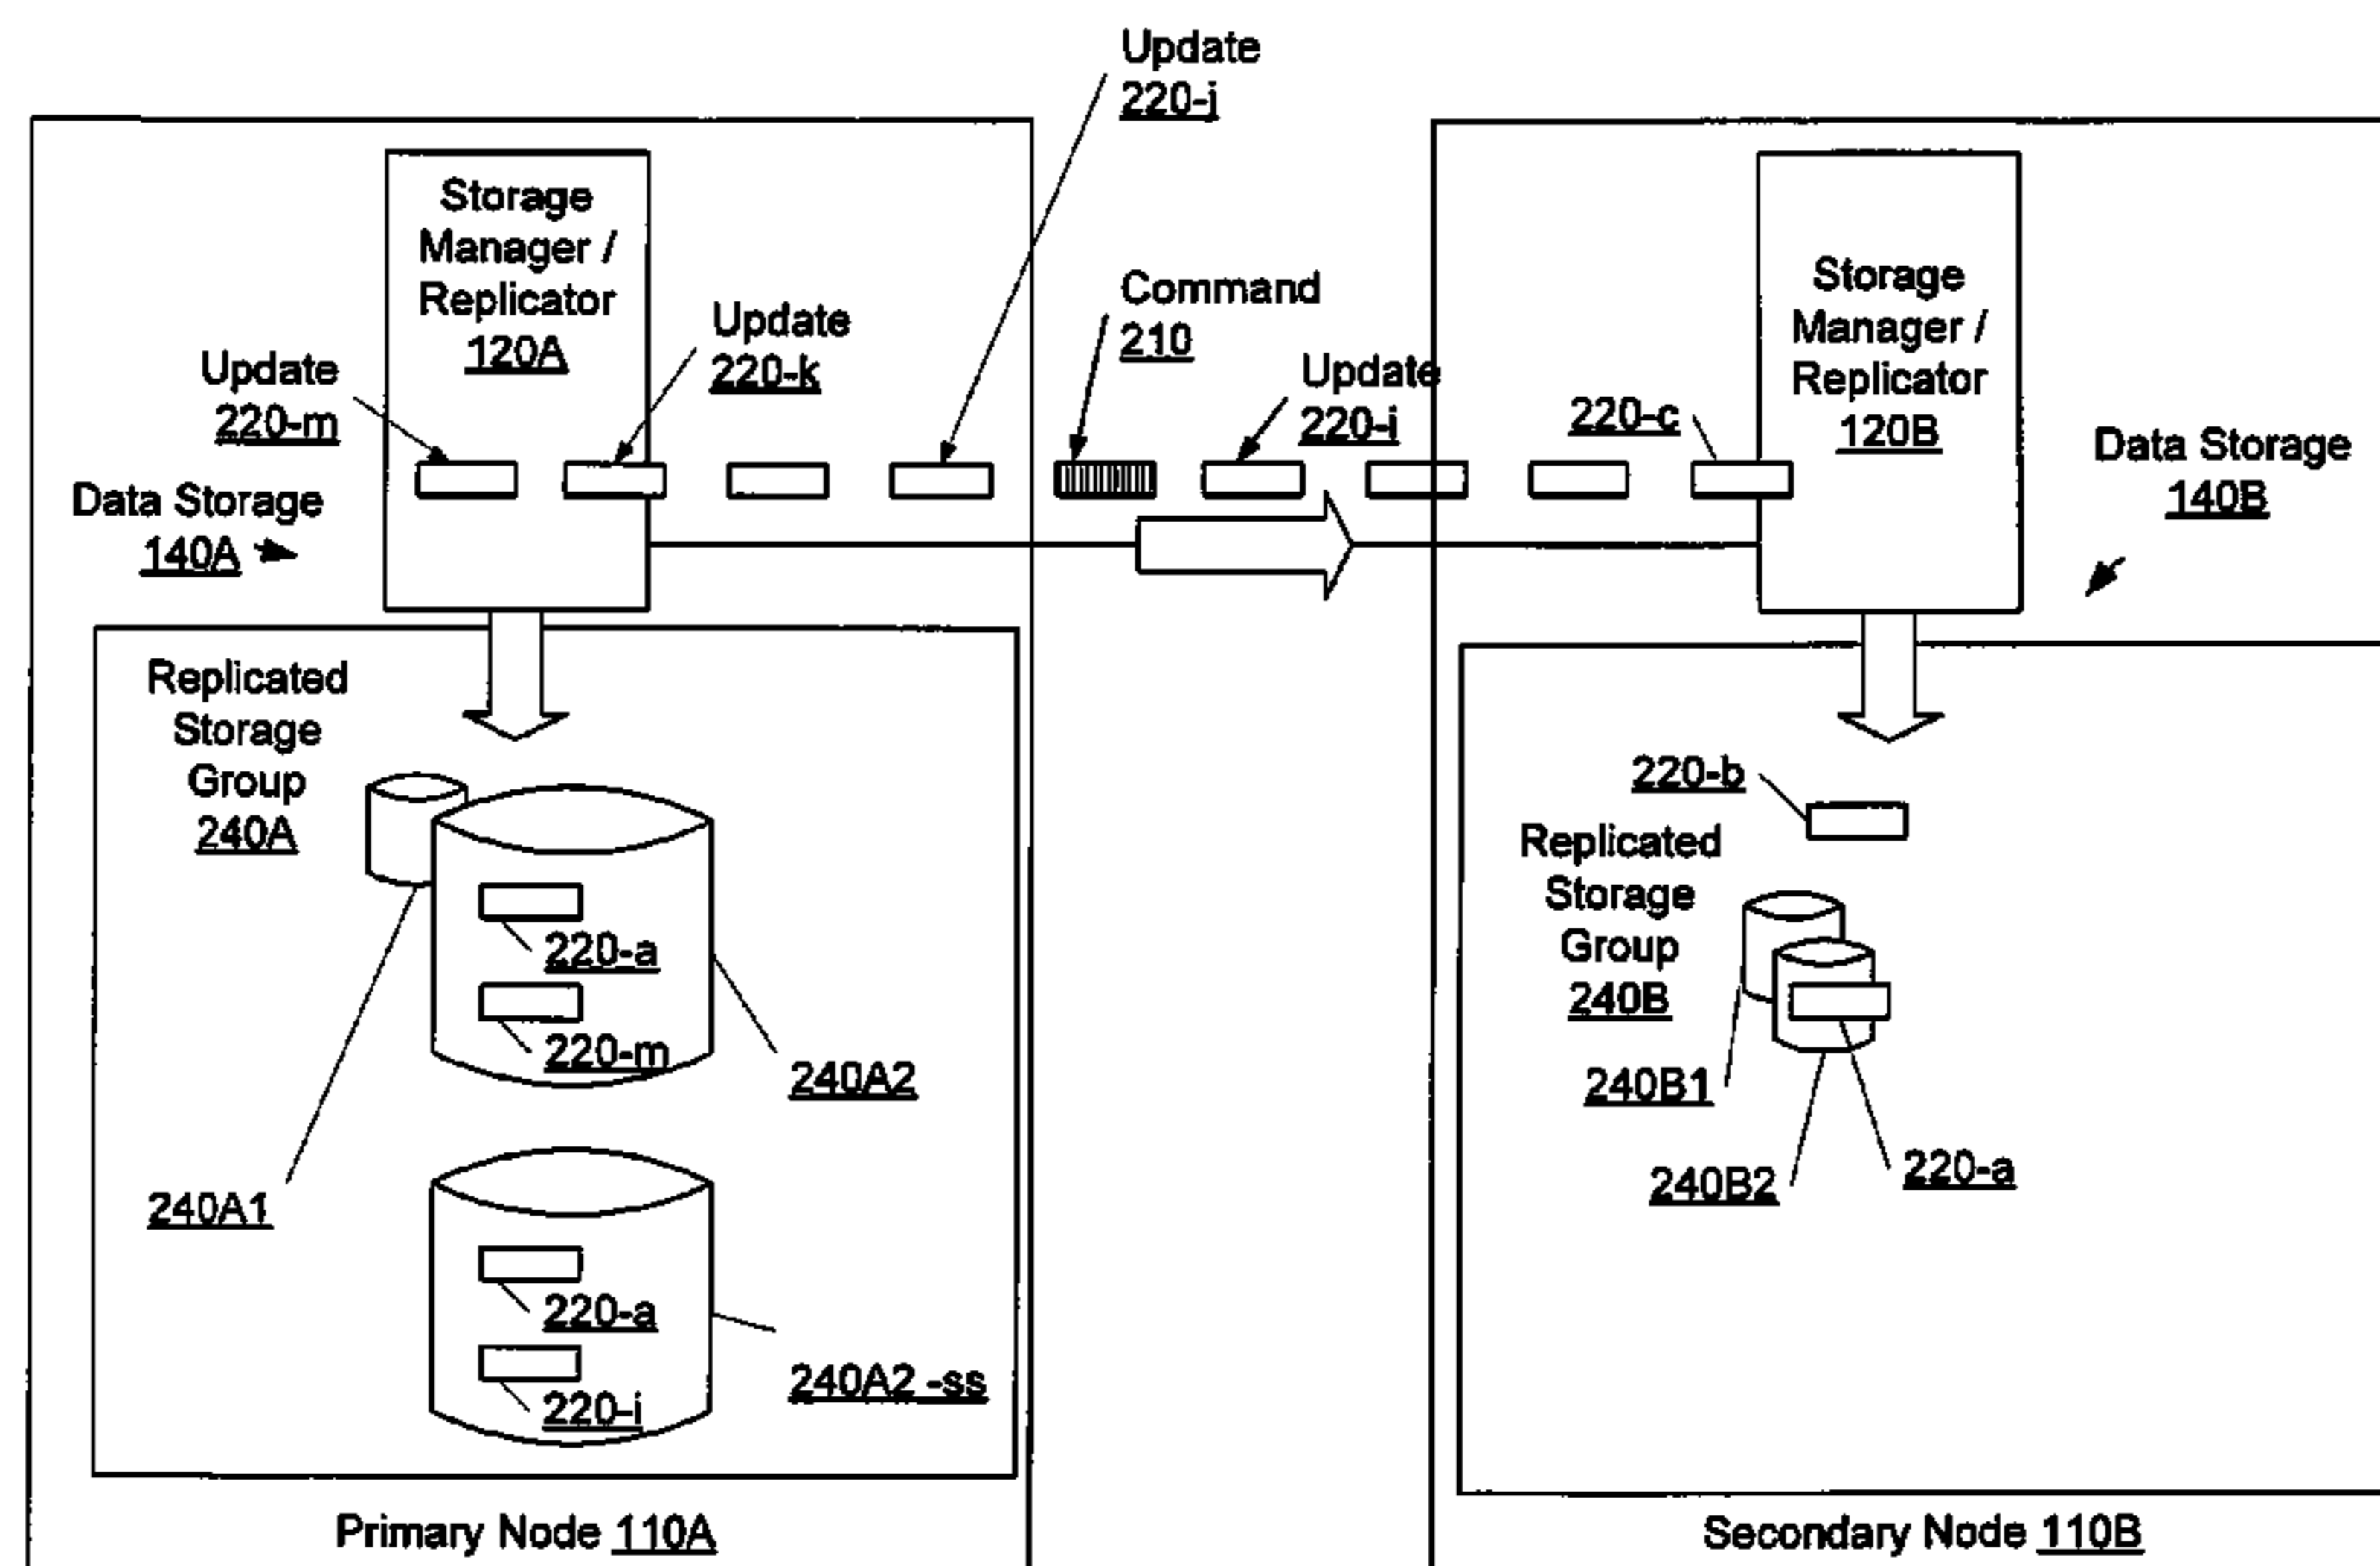 Update
220-j
Storage
Manager /
Replicator
120A
Update
220-m
Update
220-k
Command
210
Update
220-i
220-c
Storage
Manager /
Replicator
120B
Data Storage
140B
Data Storage
140A
Replicated
Storage
Group
240A
220-a
220-m
240A2
240A1
220-a
220-i
240A2 -ss
Primary Node 110A
220-b
Replicated
Storage
Group
240B
240B1
240B2
220-a
Secondary Node 110B